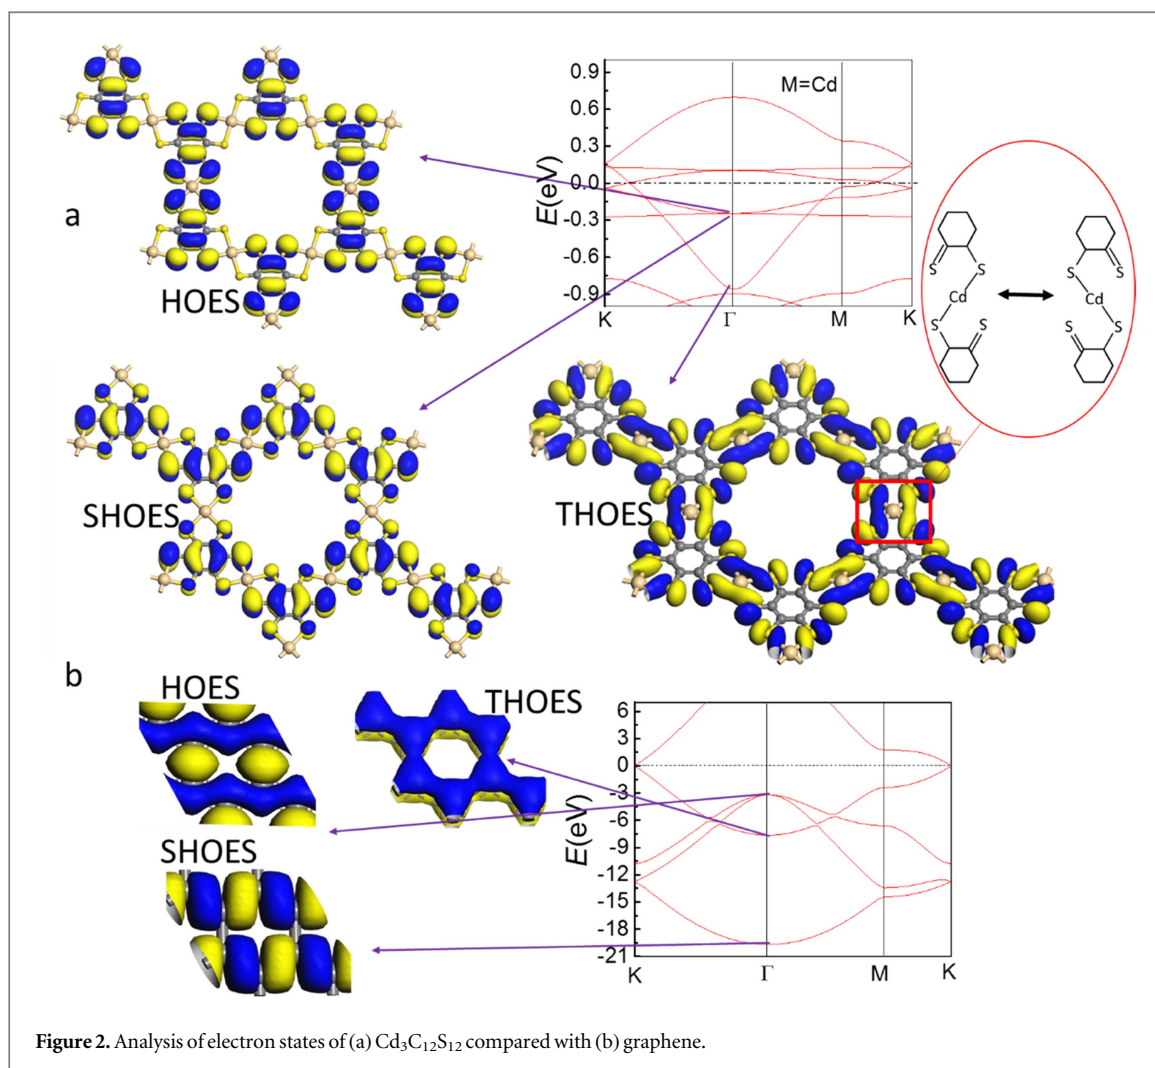 a
HOES
E(eV)
0.9
0.6
0.3
0.0
-0.3
-0.6
-0.9
M=Cd
K
Γ
M
K
S
S
Cd
S
S
S
S
Cd
S
S
SHOES
THOES
b
HOES
THOES
SHOES
E(eV)
6
3
0
-3
-6
-9
-12
-15
-18
-21
K
Γ
M
K
Figure 2. Analysis of electron states of (a) Cd₃C₁₂S₁₂ compared with (b) graphene.